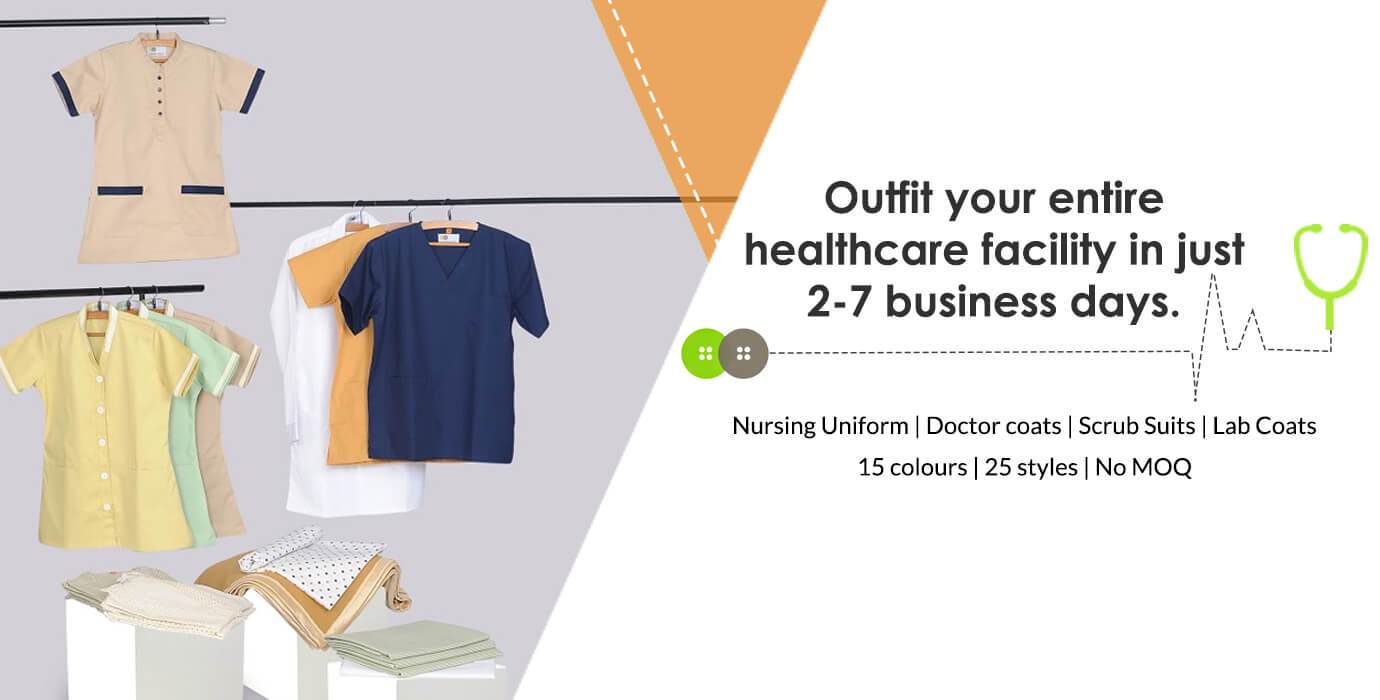 Outfit your entire
healthcare facility in just
2-7 business days.
Nursing Uniform | Doctor coats | Scrub Suits | Lab Coats
15 colours | 25 styles | No MOQ